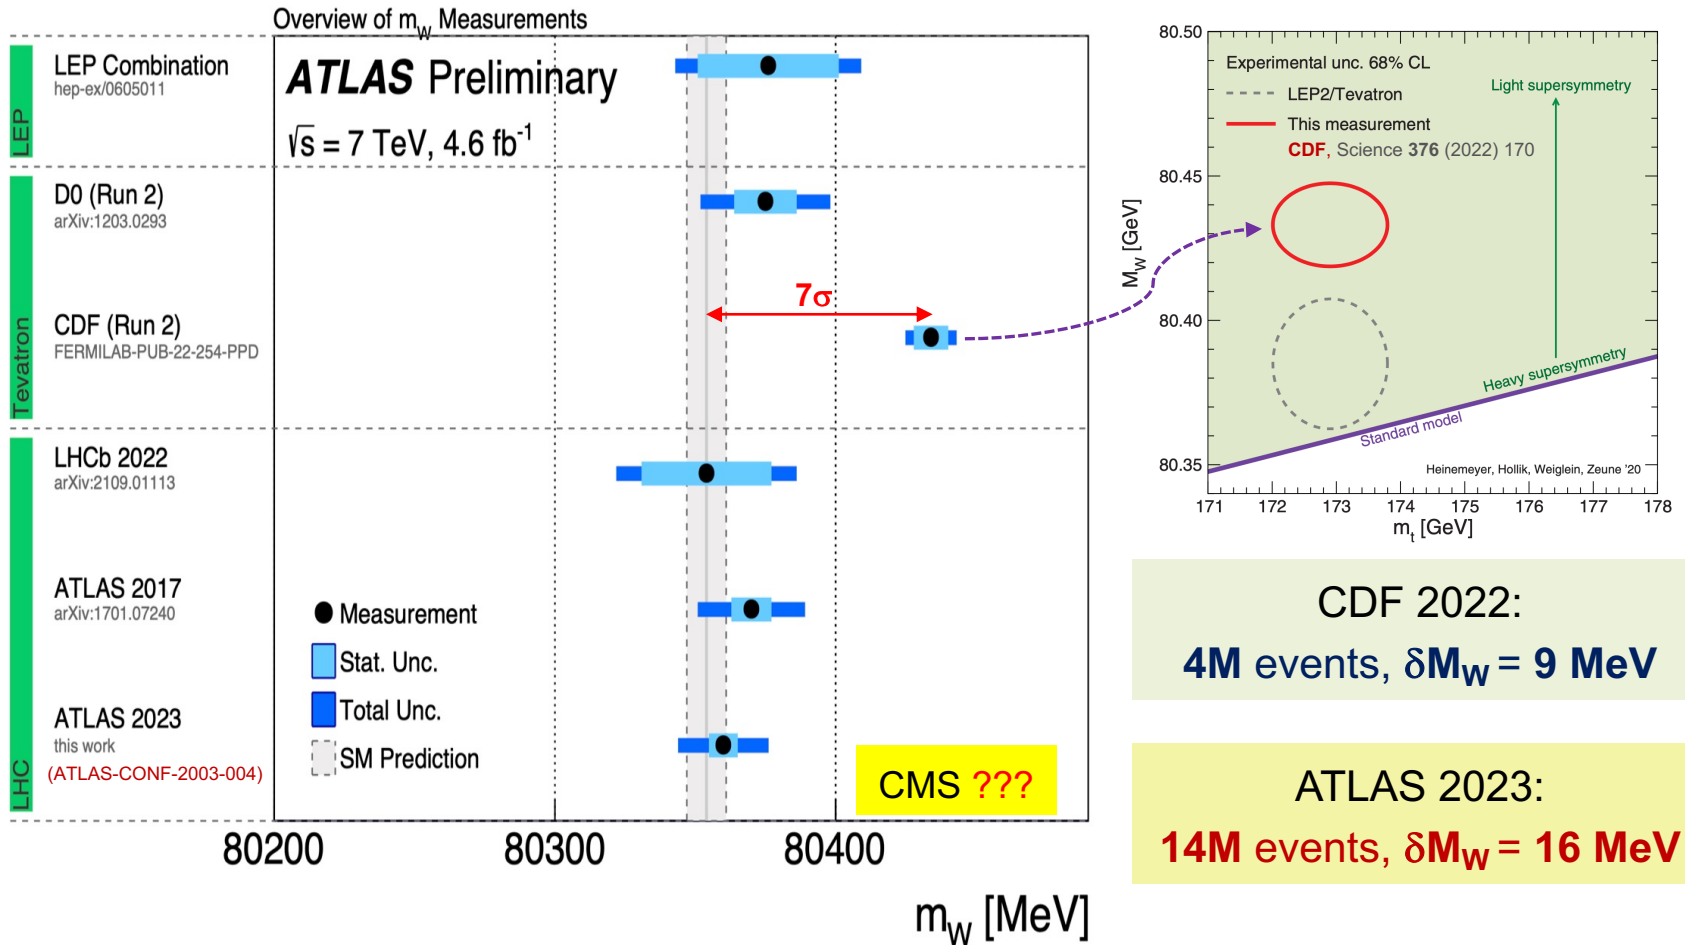 Overview of m_W Measurements
LEP
LEP Combination
hep-ex/0605011
ATLAS Preliminary
√s = 7 TeV, 4.6 fb⁻¹
Tevatron
D0 (Run 2)
arXiv:1203.0293
CDF (Run 2)
FERMILAB-PUB-22-254-PPD
7σ
LHC
LHCb 2022
arXiv:2109.01113
ATLAS 2017
arXiv:1701.07240
ATLAS 2023
this work
(ATLAS-CONF-2003-004)
Measurement
Stat. Unc.
Total Unc.
SM Prediction
CMS ???
80200 80300 80400
m_W [MeV]
80.50
80.45
80.40
80.35
M_W [GeV]
Experimental unc. 68% CL
LEP2/Tevatron
This measurement
CDF, Science 376 (2022) 170
Light supersymmetry
Heavy supersymmetry
Standard model
Heinemeyer, Hollik, Weiglein, Zeune '20
171 172 173 174 175 176 177 178
m_t [GeV]
CDF 2022:
4M events, δM_W = 9 MeV
ATLAS 2023:
14M events, δM_W = 16 MeV